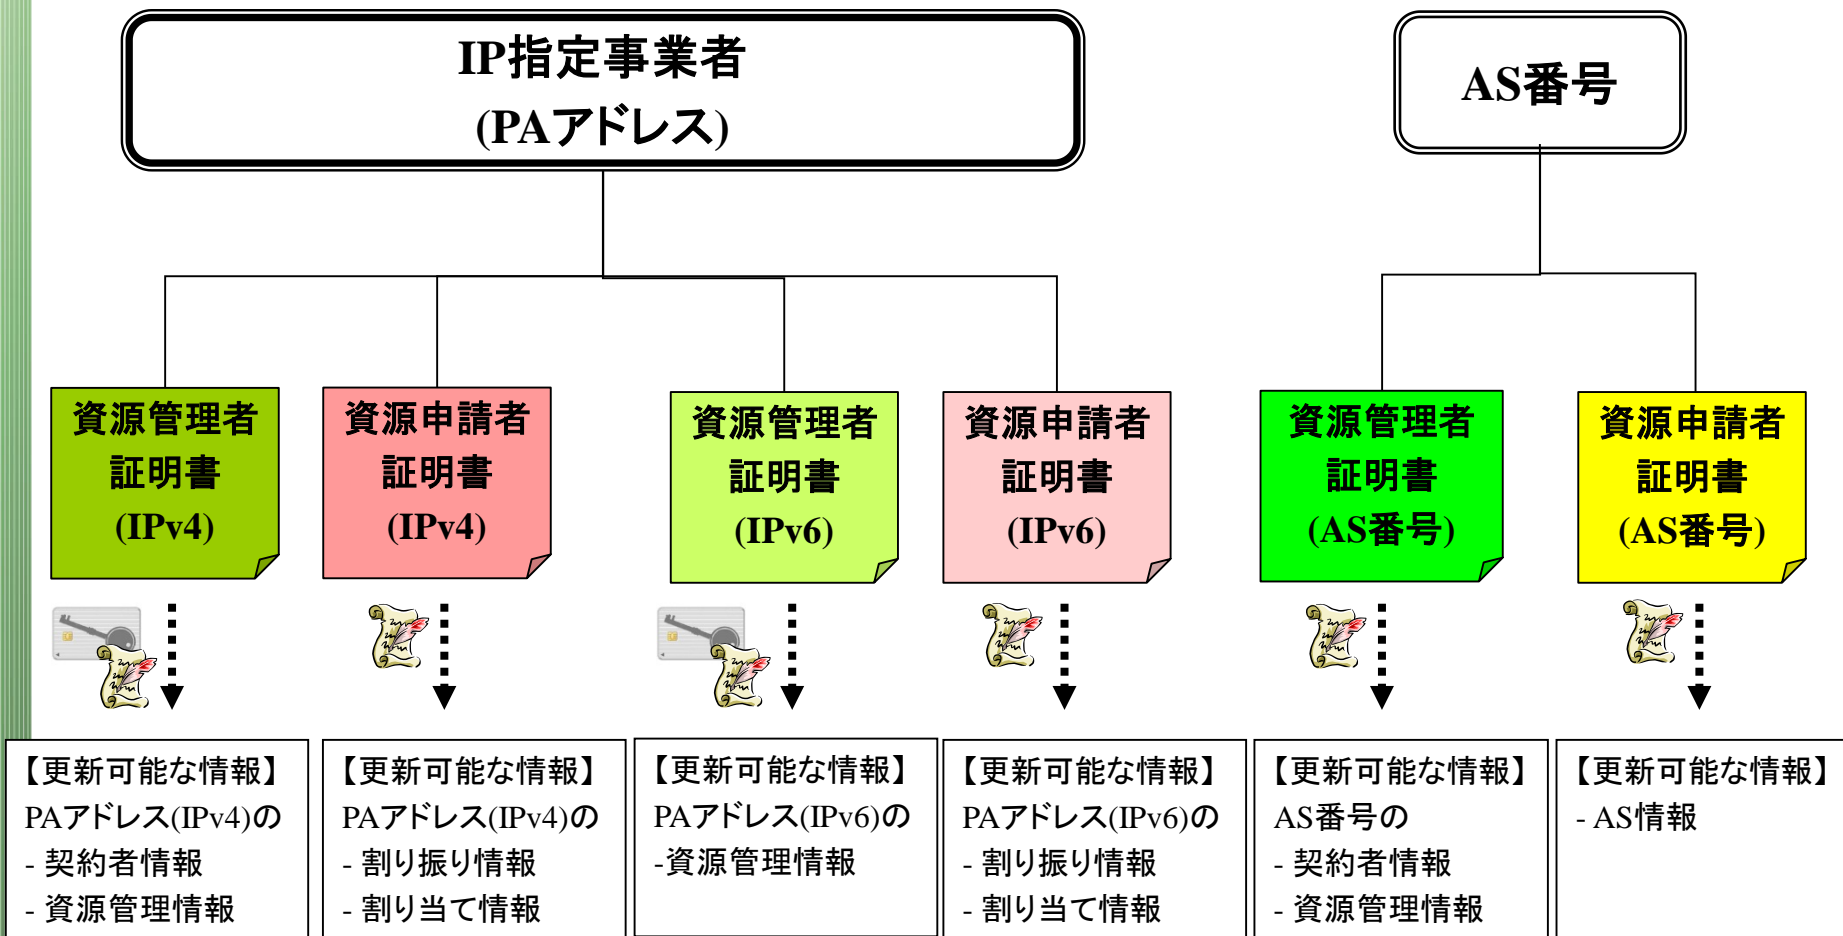 IP指定事業者
(PAアドレス)
AS番号
資源管理者
証明書
(IPv4)
資源申請者
証明書
(IPv4)
資源管理者
証明書
(IPv6)
資源申請者
証明書
(IPv6)
資源管理者
証明書
(AS番号)
資源申請者
証明書
(AS番号)
【更新可能な情報】
PAアドレス(IPv4)の
- 契約者情報
- 資源管理情報
【更新可能な情報】
PAアドレス(IPv4)の
- 割り振り情報
- 割り当て情報
【更新可能な情報】
PAアドレス(IPv6)の
-資源管理情報
【更新可能な情報】
PAアドレス(IPv6)の
- 割り振り情報
- 割り当て情報
【更新可能な情報】
AS番号の
- 契約者情報
- 資源管理情報
【更新可能な情報】
- AS情報